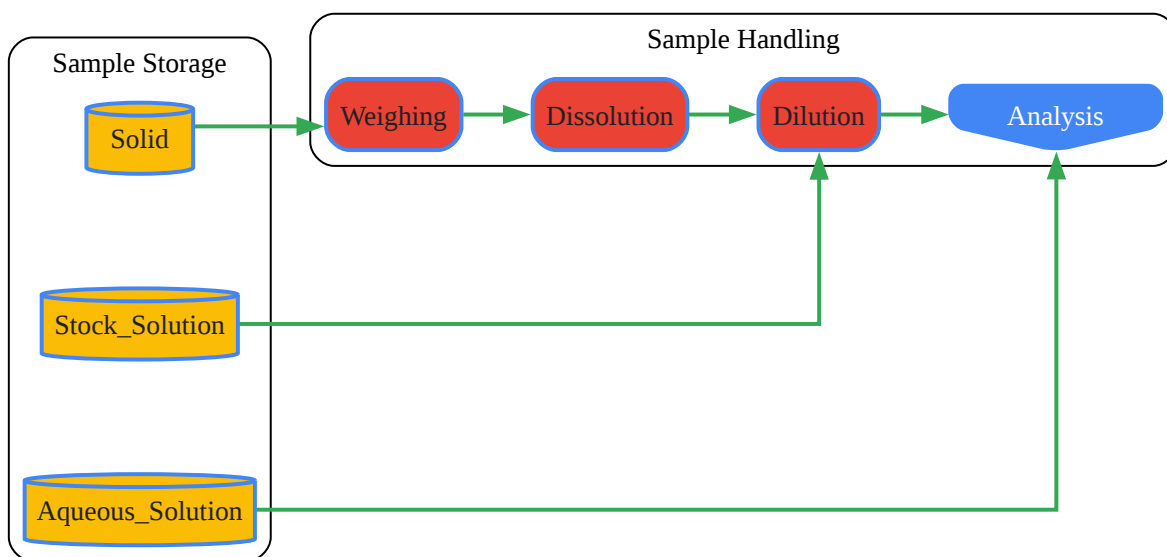 Sample Storage
Sample Handling
Solid
Weighing
Dissolution
Dilution
Analysis
Stock_Solution
Aqueous_Solution